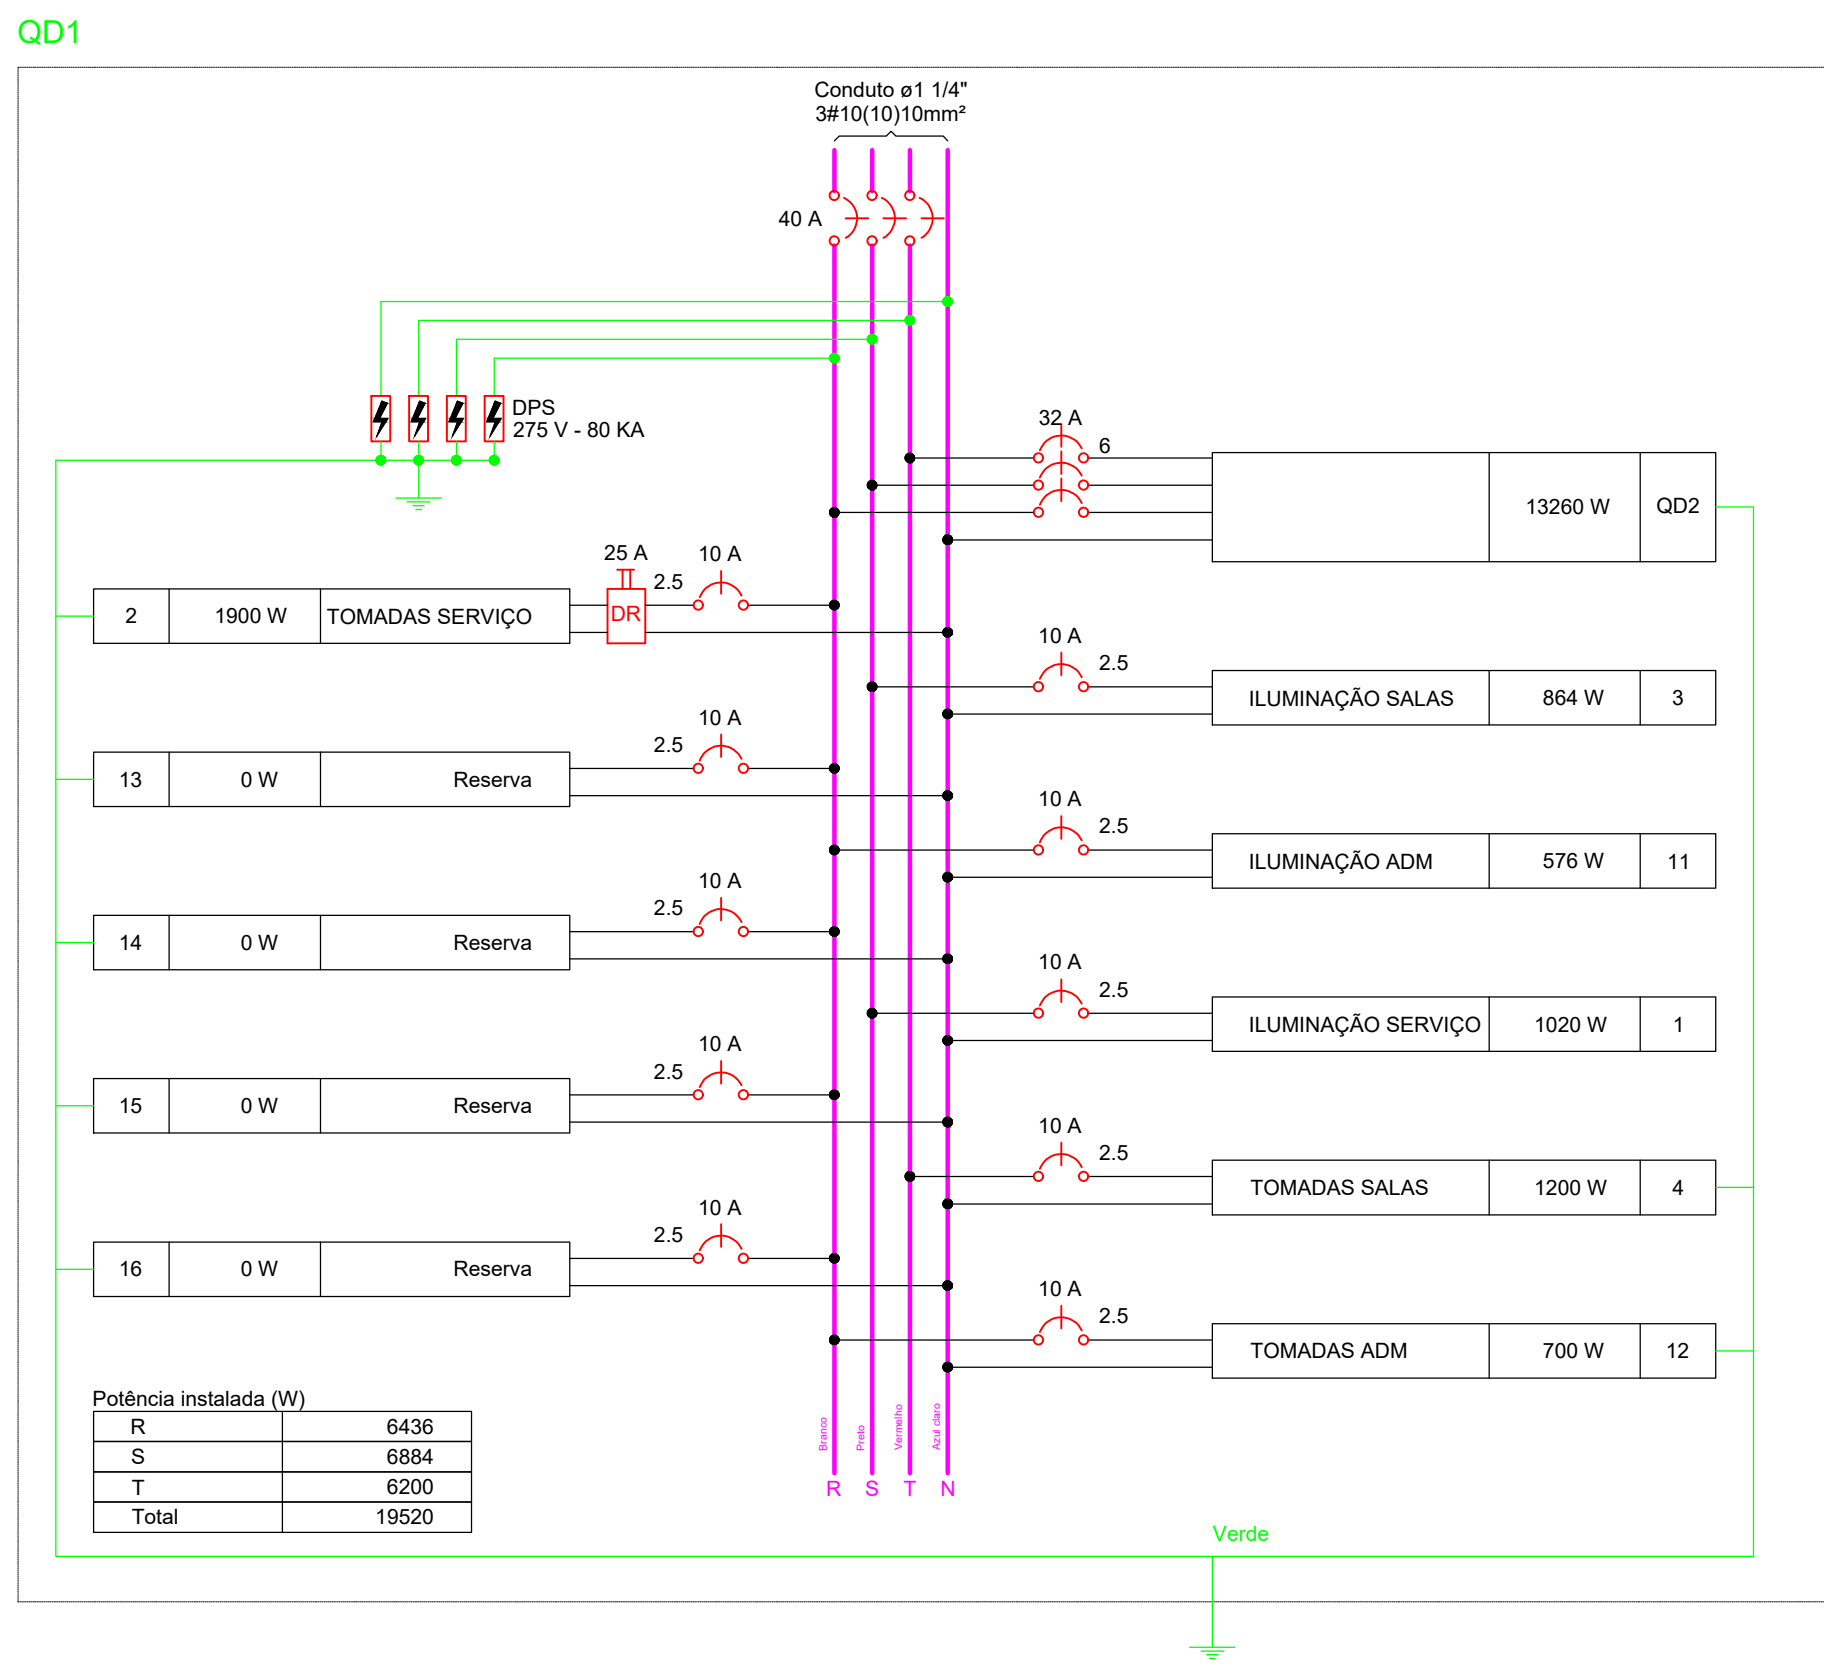 QD1
Conduto ø1 1/4"
3#10(10)10mm²
40 A
DPS
275 V - 80 KA
32 A
6
13260 W QD2
25 A 10 A
2.5
2 1900 W TOMADAS SERVIÇO
DR
10 A
2.5
ILUMINAÇÃO SALAS 864 W 3
10 A
2.5
13 0 W Reserva
10 A
2.5
ILUMINAÇÃO ADM 576 W 11
10 A
2.5
14 0 W Reserva
10 A
2.5
ILUMINAÇÃO SERVIÇO 1020 W 1
10 A
2.5
15 0 W Reserva
10 A
2.5
TOMADAS SALAS 1200 W 4
10 A
2.5
16 0 W Reserva
10 A
2.5
TOMADAS ADM 700 W 12
Potência instalada (W)
R 6436
S 6884
T 6200
Total 19520
Branco
Preto
Vermelho
Azul claro
R S T N
Verde